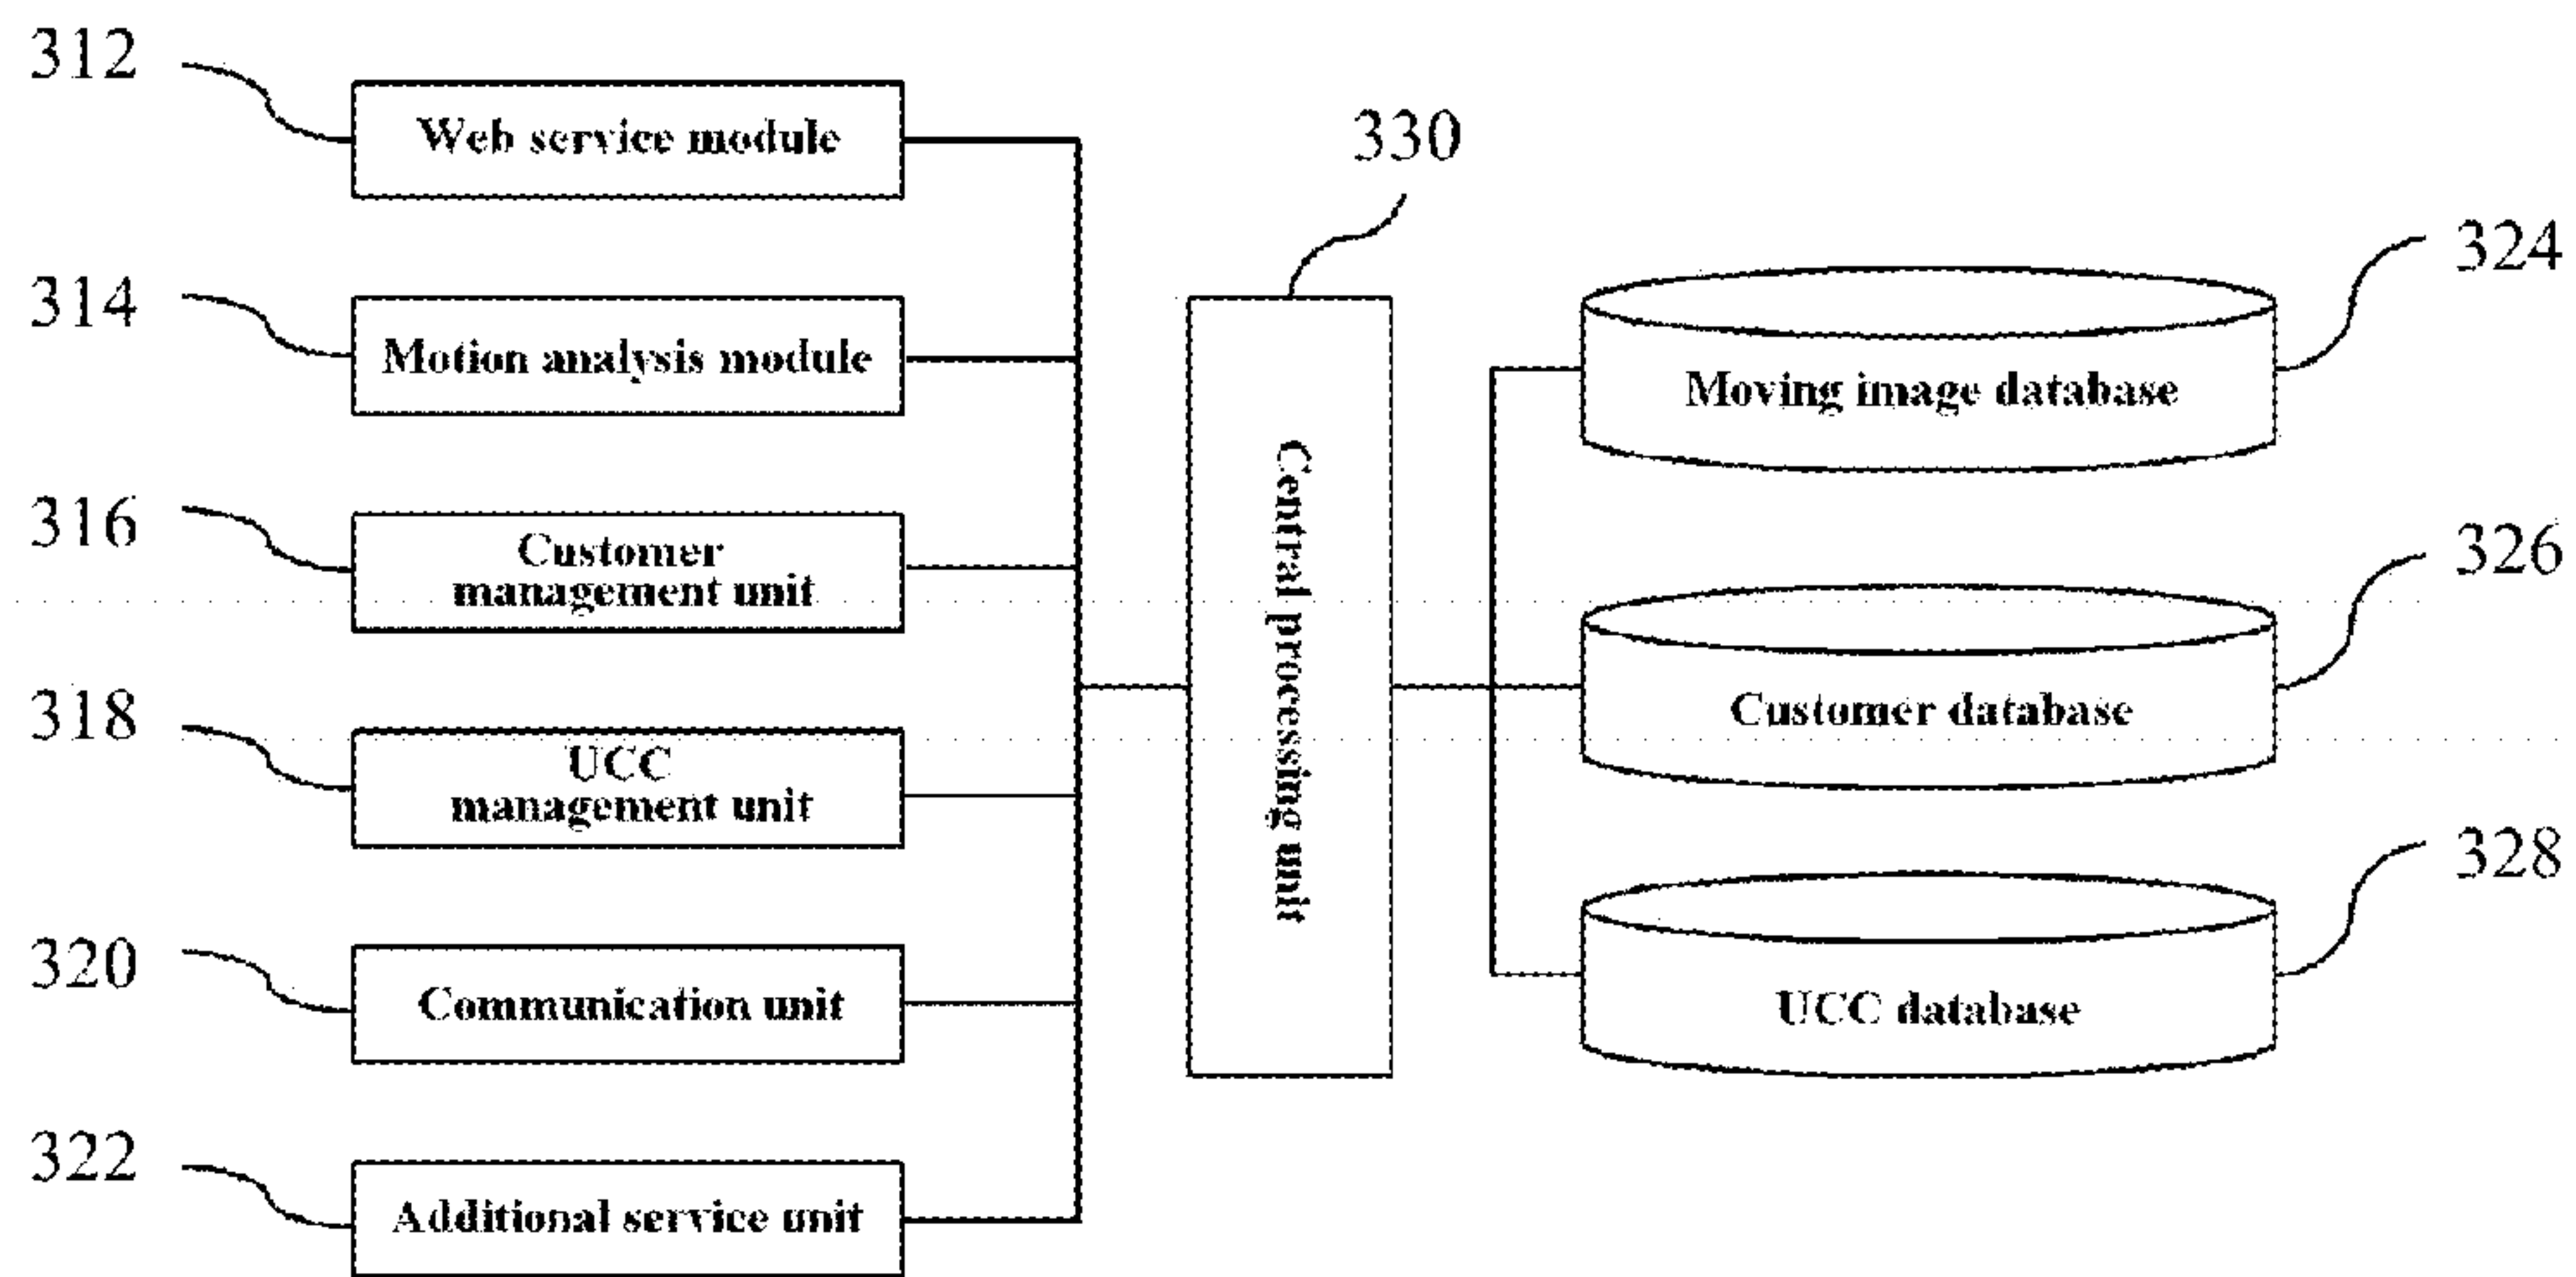 312
Web service module
330
324
314
Motion analysis module
Moving image database
316
Customer
management unit
Central processing unit
326
Customer database
318
UCC
management unit
328
UCC database
320
Communication unit
322
Additional service unit